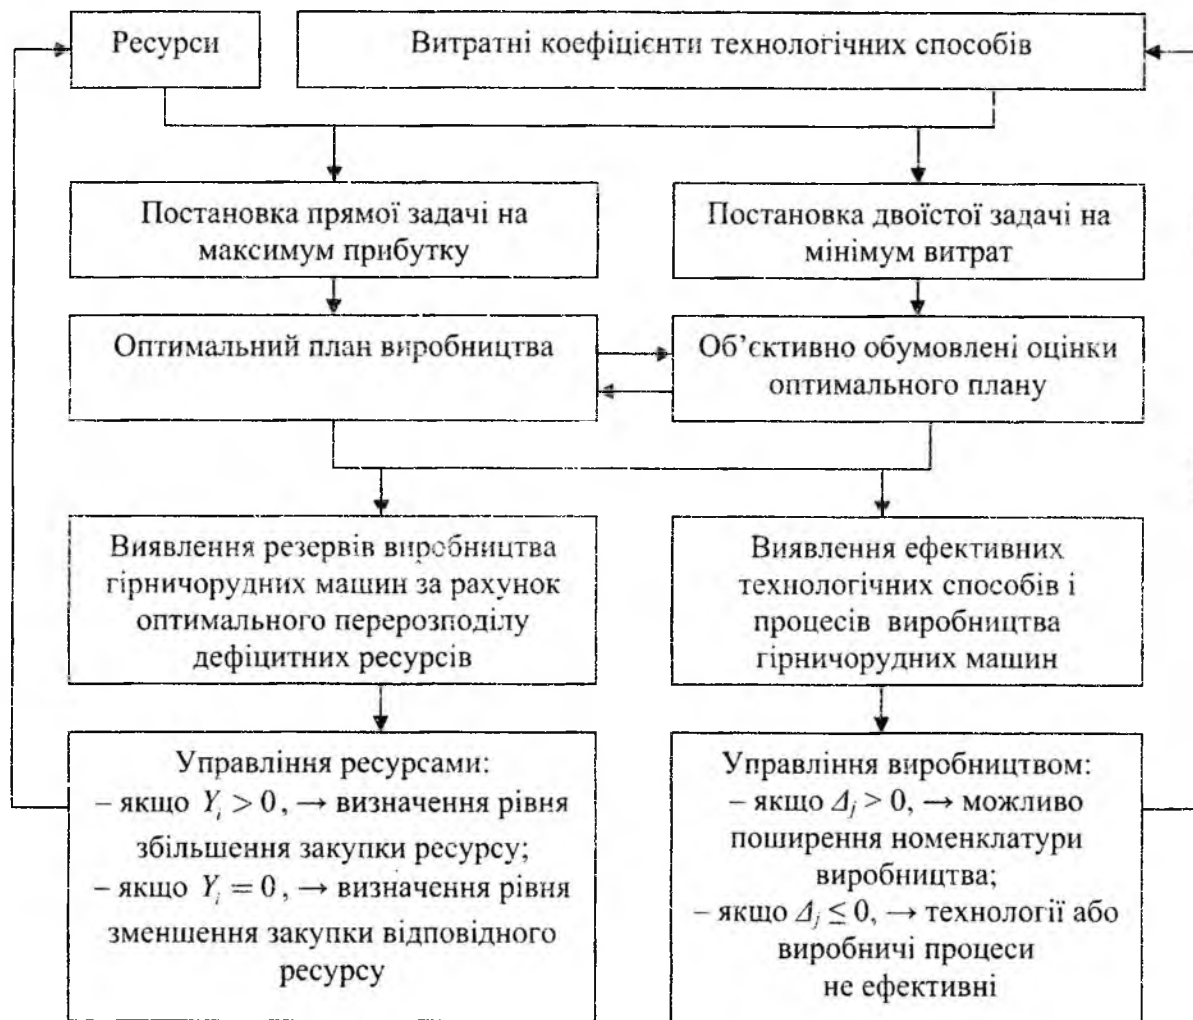 Ресурси
Витратні коефіцієнти технологічних способів
Постановка прямої задачі на
максимум прибутку
Постановка двоїстої задачі на
мінімум витрат
Оптимальний план виробництва
Об’єктивно обумовлені оцінки
оптимального плану
Виявлення резервів виробництва
гірничорудних машин за рахунок
оптимального перерозподілу
дефіцитних ресурсів
Виявлення ефективних
технологічних способів і
процесів виробництва
гірничорудних машин
Управління ресурсами:
– якщо Y_i > 0, → визначення рівня
збільшення закупки ресурсу;
– якщо Y_i = 0, → визначення рівня
зменшення закупки відповідного
ресурсу
Управління виробництвом:
– якщо Δ_j > 0, → можливо
поширення номенклатури
виробництва;
– якщо Δ_j ≤ 0, → технології або
виробничі процеси
не ефективні